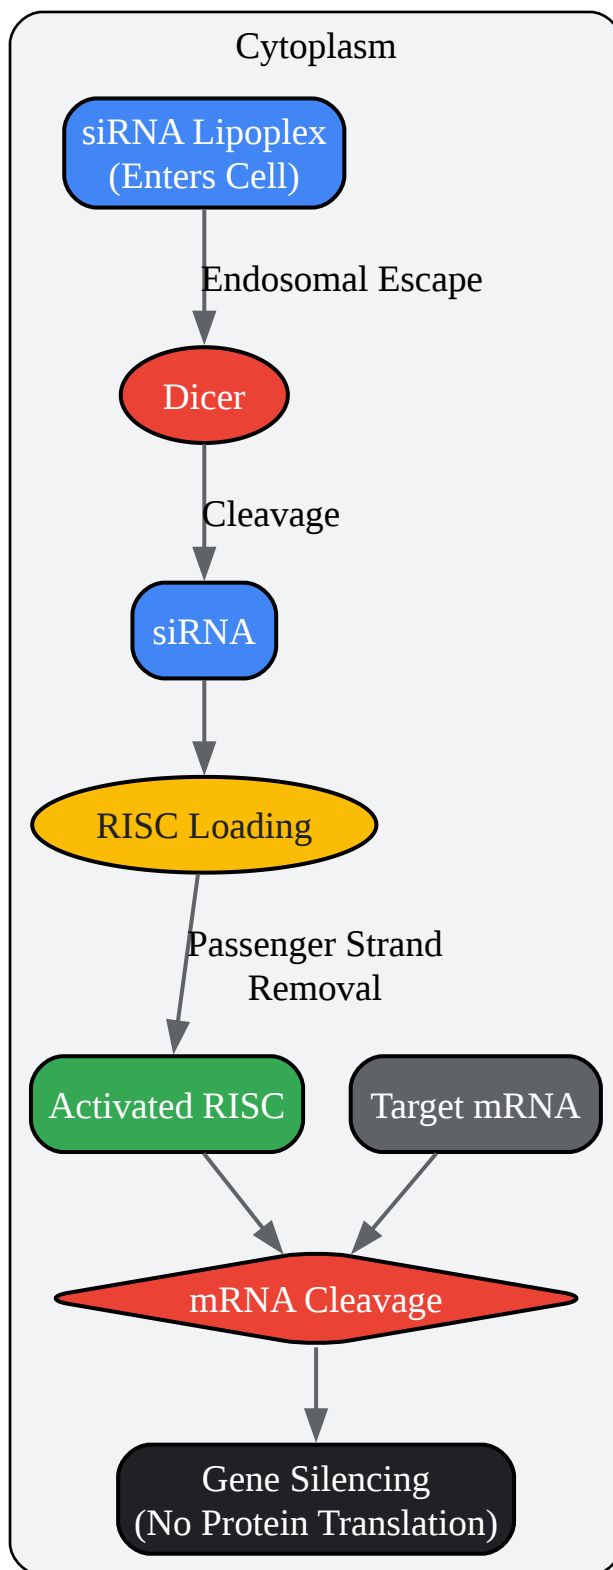 Cytoplasm
siRNA Lipoplex
(Enters Cell)
Endosomal Escape
Dicer
Cleavage
siRNA
RISC Loading
Passenger Strand
Removal
Activated RISC
Target mRNA
mRNA Cleavage
Gene Silencing
(No Protein Translation)